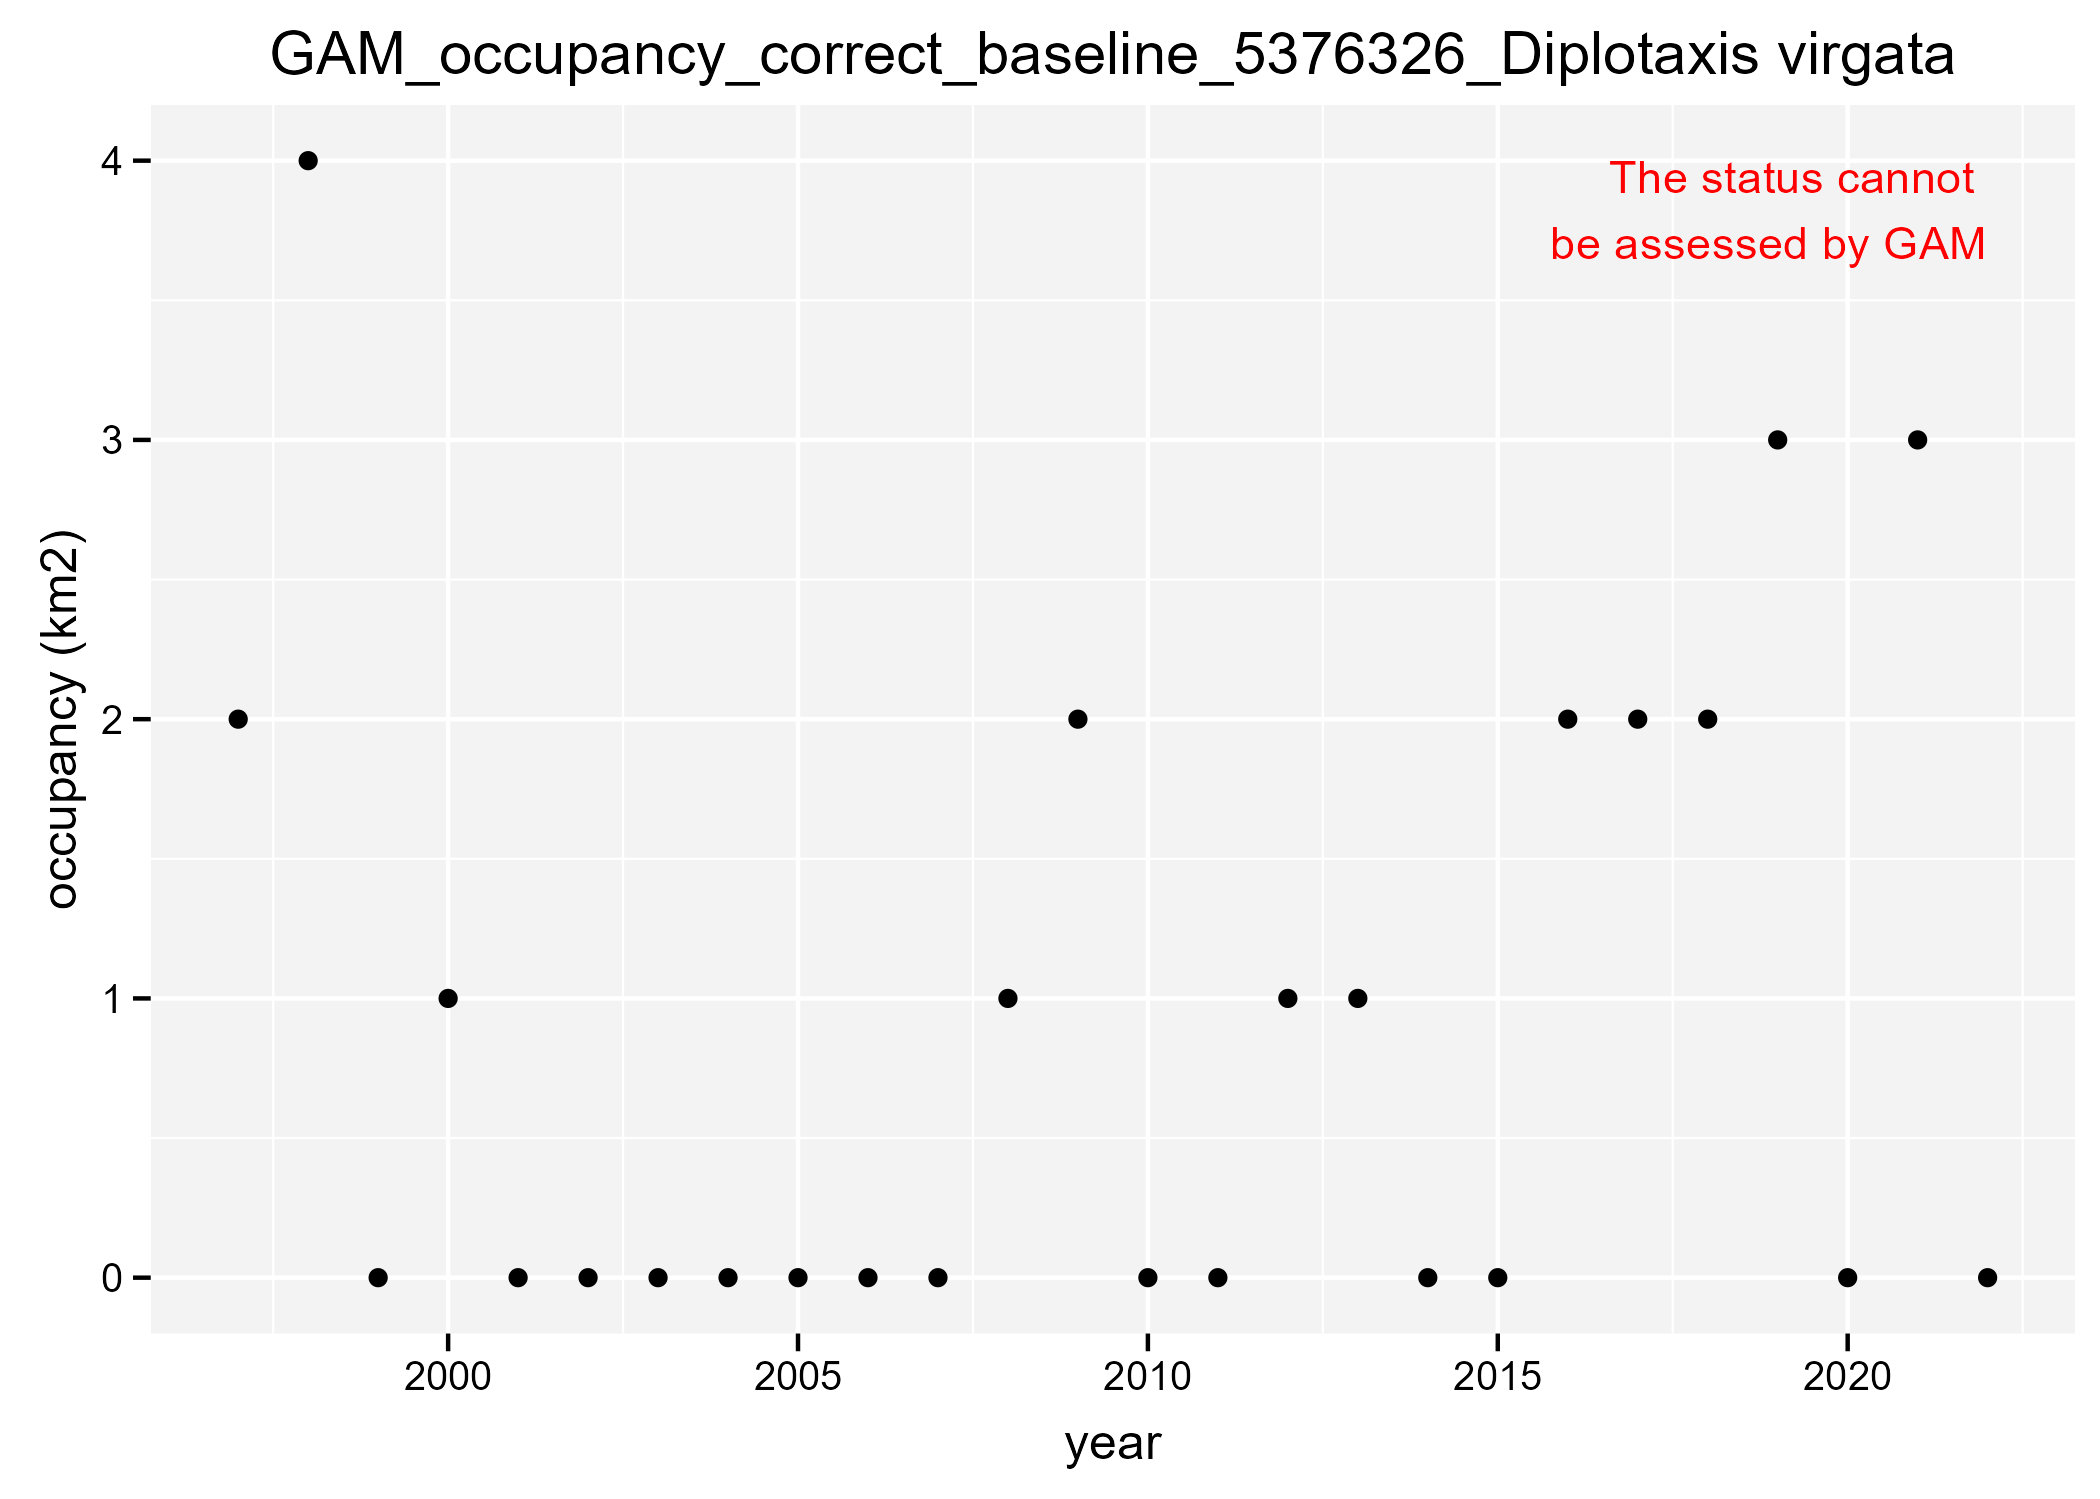 GAM_occupancy_correct_baseline_5376326_Diplotaxis virgata
The status cannot
be assessed by GAM
4
3
2
1
0
occupancy (km2)
2000 2005 2010 2015 2020
year